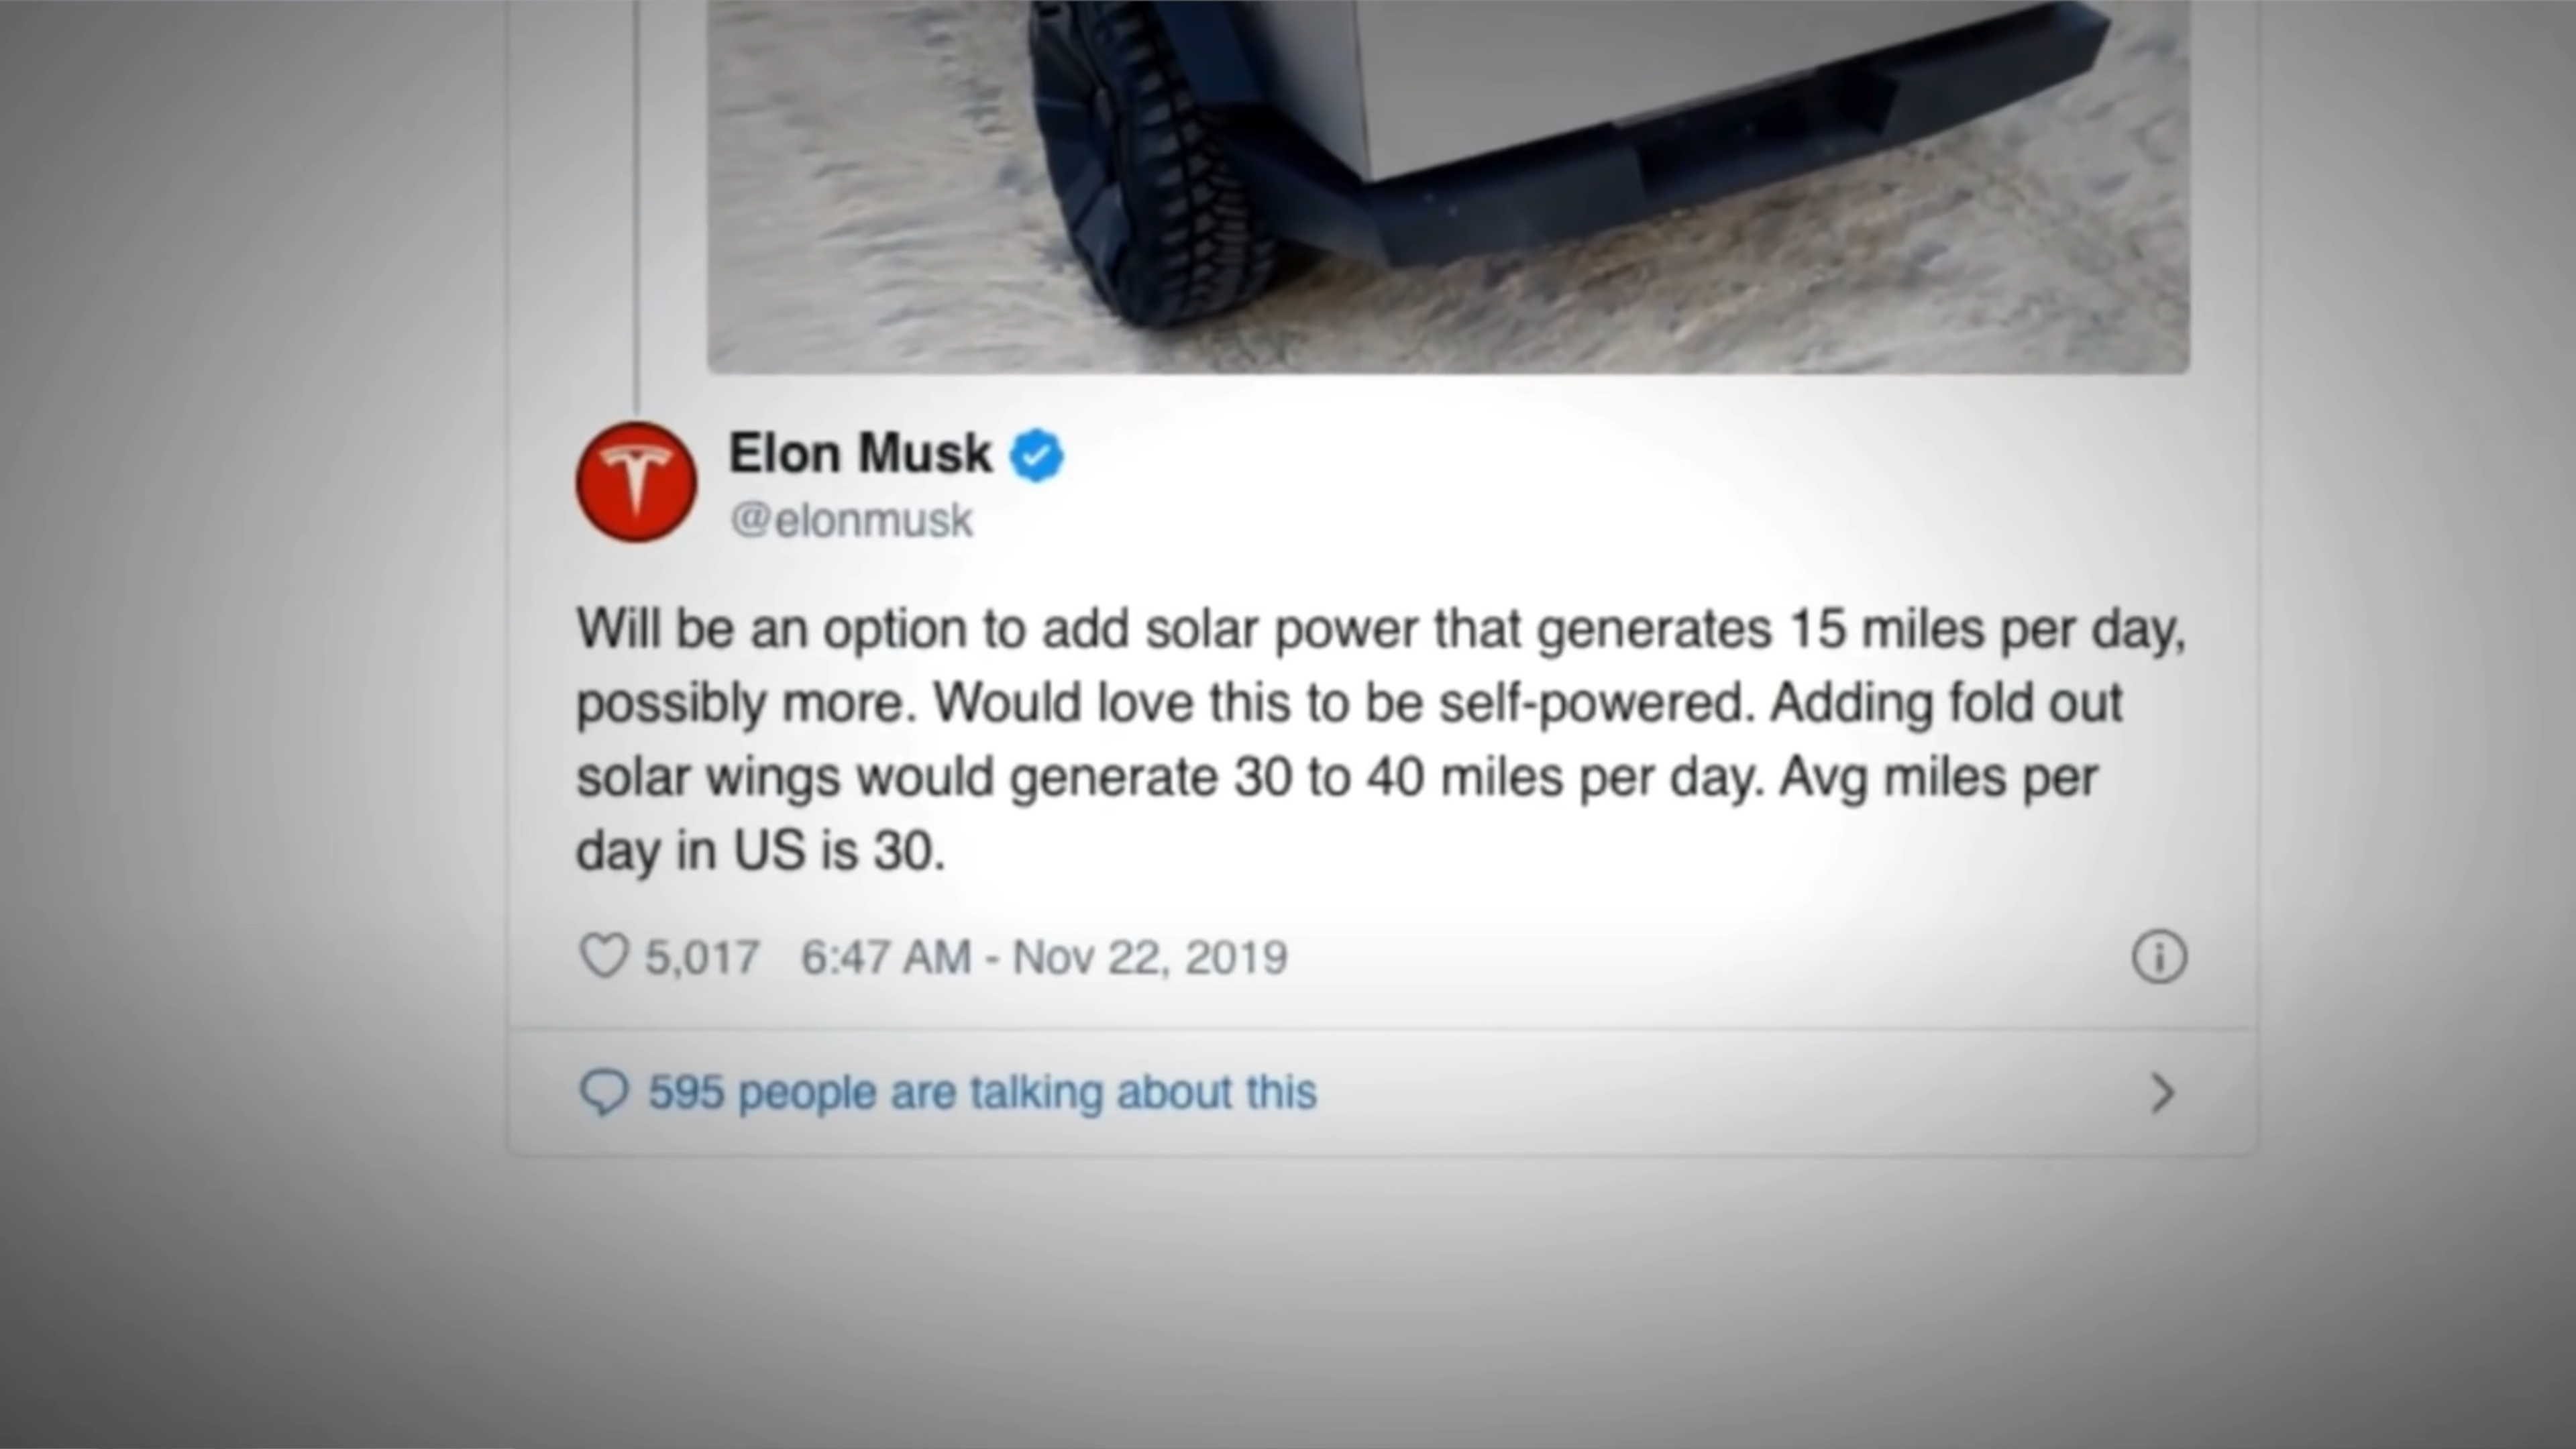 Elon Musk
@elonmusk
Will be an option to add solar power that generates 15 miles per day,
possibly more. Would love this to be self-powered. Adding fold out
solar wings would generate 30 to 40 miles per day. Avg miles per
day in US is 30.
5,017 6:47 AM - Nov 22, 2019
595 people are talking about this